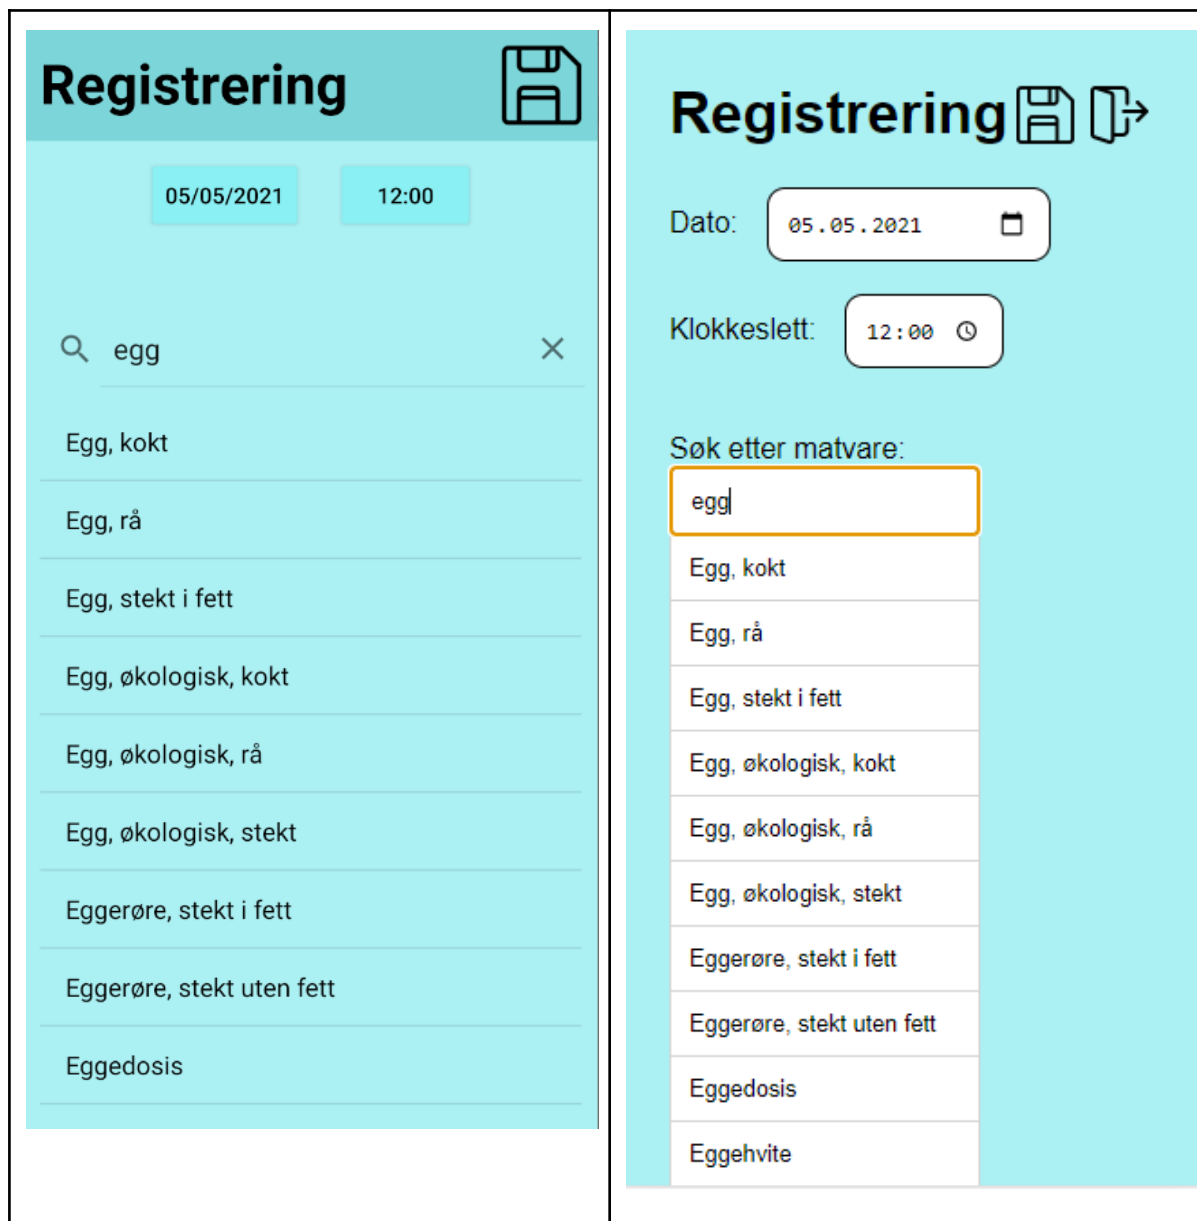 Registrering
05/05/2021 12:00
egg
Egg, kokt
Egg, rå
Egg, stekt i fett
Egg, økologisk, kokt
Egg, økologisk, rå
Egg, økologisk, stekt
Eggerøre, stekt i fett
Eggerøre, stekt uten fett
Eggedosis
Registrering
Dato: 05.05.2021
Klokkeslett: 12:00
Søk etter matvare:
egg
Egg, kokt
Egg, rå
Egg, stekt i fett
Egg, økologisk, kokt
Egg, økologisk, rå
Egg, økologisk, stekt
Eggerøre, stekt i fett
Eggerøre, stekt uten fett
Eggedosis
Eggehvite